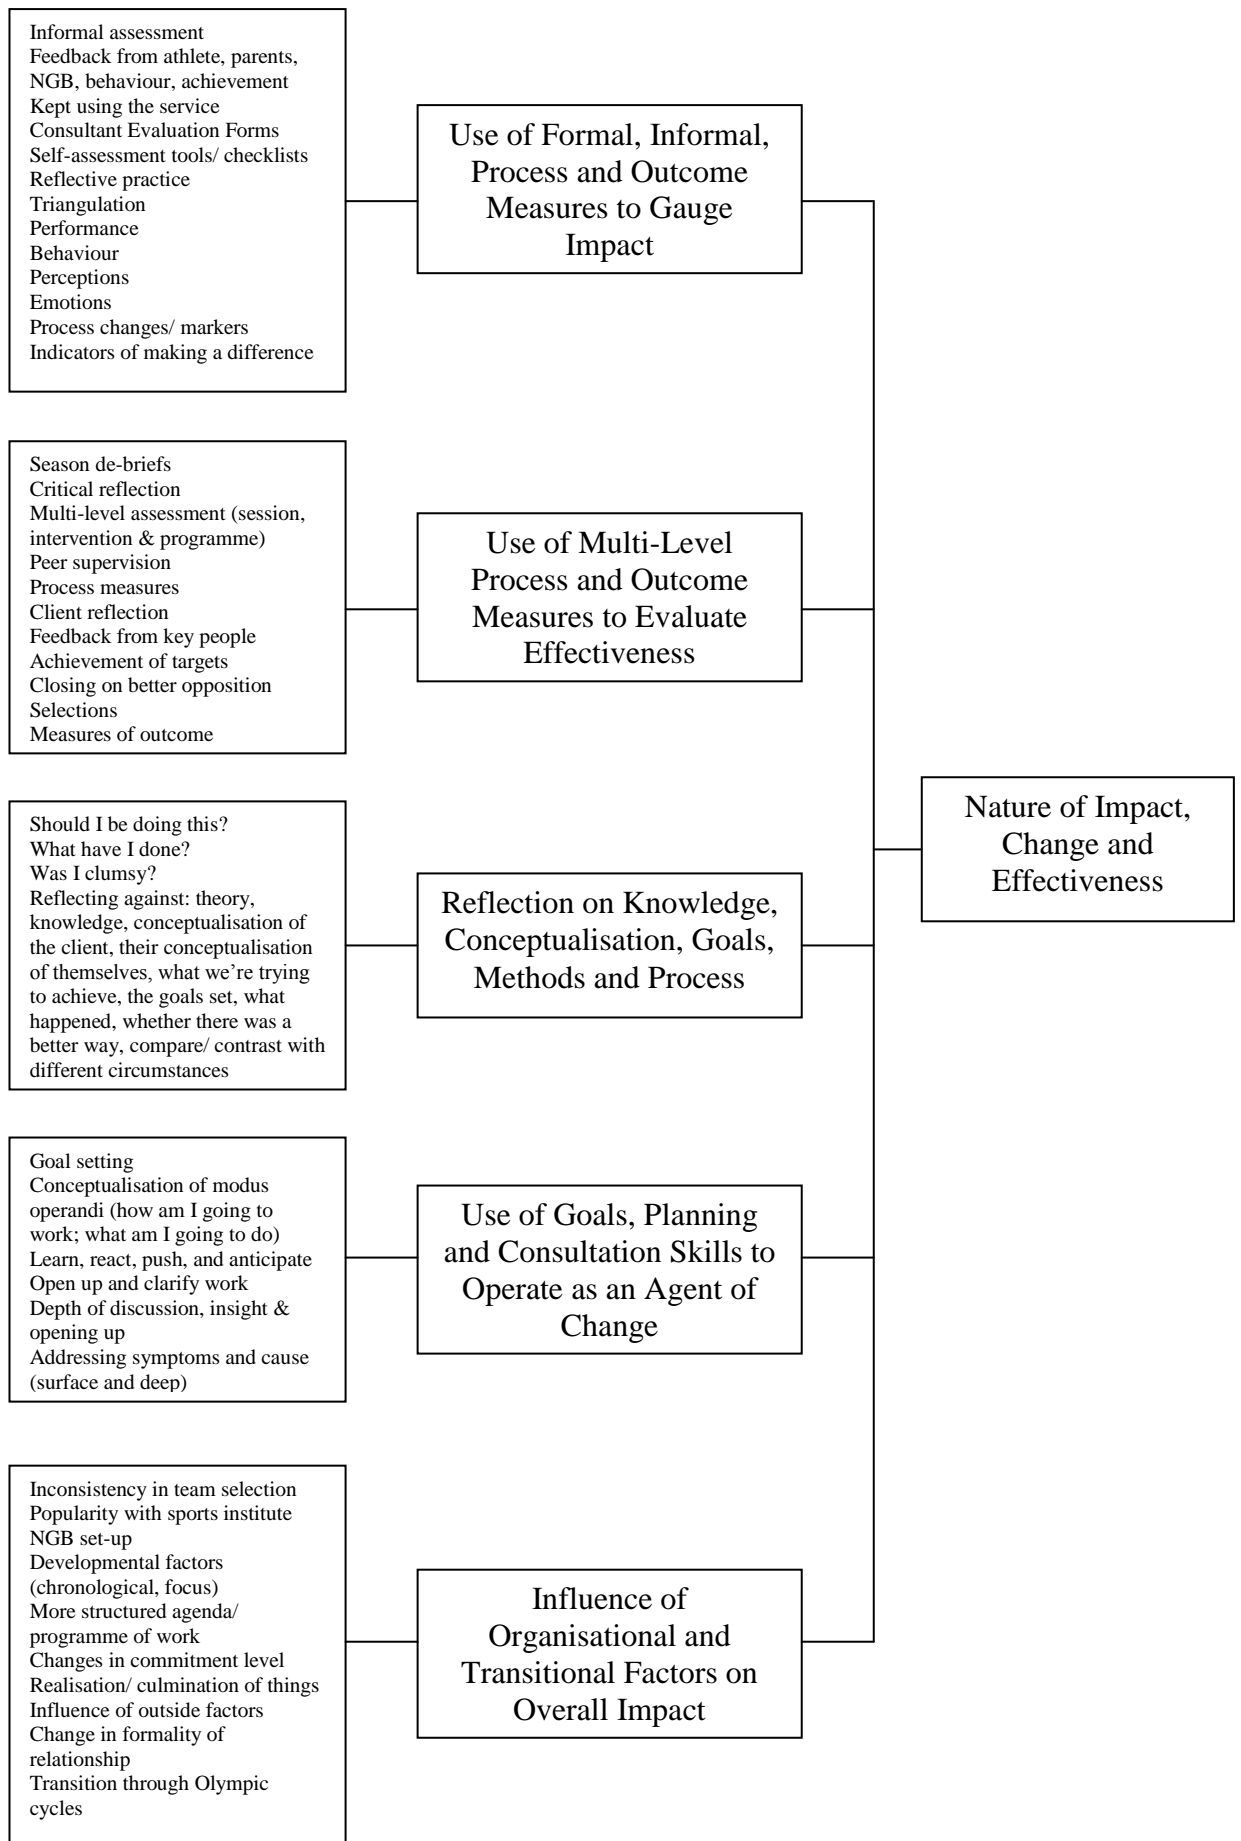 Informal assessment
Feedback from athlete, parents,
NGB, behaviour, achievement
Kept using the service
Consultant Evaluation Forms
Self-assessment tools/ checklists
Reflective practice
Triangulation
Performance
Behaviour
Perceptions
Emotions
Process changes/ markers
Indicators of making a difference
Use of Formal, Informal,
Process and Outcome
Measures to Gauge
Impact
Season de-briefs
Critical reflection
Multi-level assessment (session,
intervention & programme)
Peer supervision
Process measures
Client reflection
Feedback from key people
Achievement of targets
Closing on better opposition
Selections
Measures of outcome
Use of Multi-Level
Process and Outcome
Measures to Evaluate
Effectiveness
Should I be doing this?
What have I done?
Was I clumsy?
Reflecting against: theory,
knowledge, conceptualisation of
the client, their conceptualisation
of themselves, what we're trying
to achieve, the goals set, what
happened, whether there was a
better way, compare/ contrast with
different circumstances
Reflection on Knowledge,
Conceptualisation, Goals,
Methods and Process
Goal setting
Conceptualisation of modus
operandi (how am I going to
work; what am I going to do)
Learn, react, push, and anticipate
Open up and clarify work
Depth of discussion, insight &
opening up
Addressing symptoms and cause
(surface and deep)
Use of Goals, Planning
and Consultation Skills to
Operate as an Agent of
Change
Inconsistency in team selection
Popularity with sports institute
NGB set-up
Developmental factors
(chronological, focus)
More structured agenda/
programme of work
Changes in commitment level
Realisation/ culmination of things
Influence of outside factors
Change in formality of
relationship
Transition through Olympic
cycles
Influence of
Organisational and
Transitional Factors on
Overall Impact
Nature of Impact,
Change and
Effectiveness